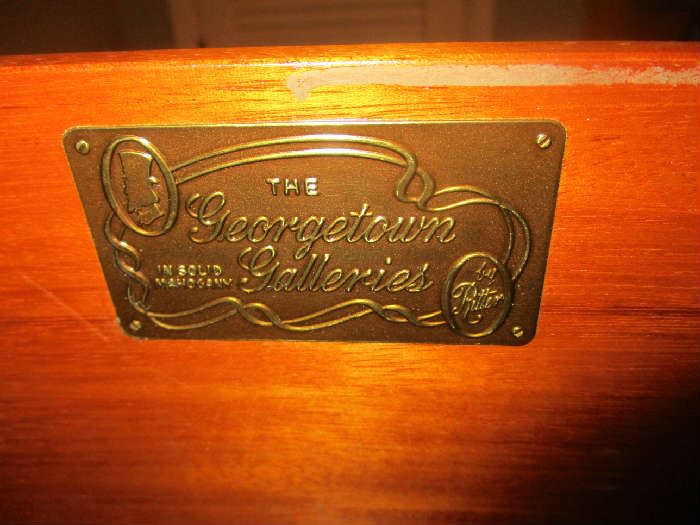 THE
Georgetown
Galleries
IN SOLID
MAHOGANY
by
Ritter